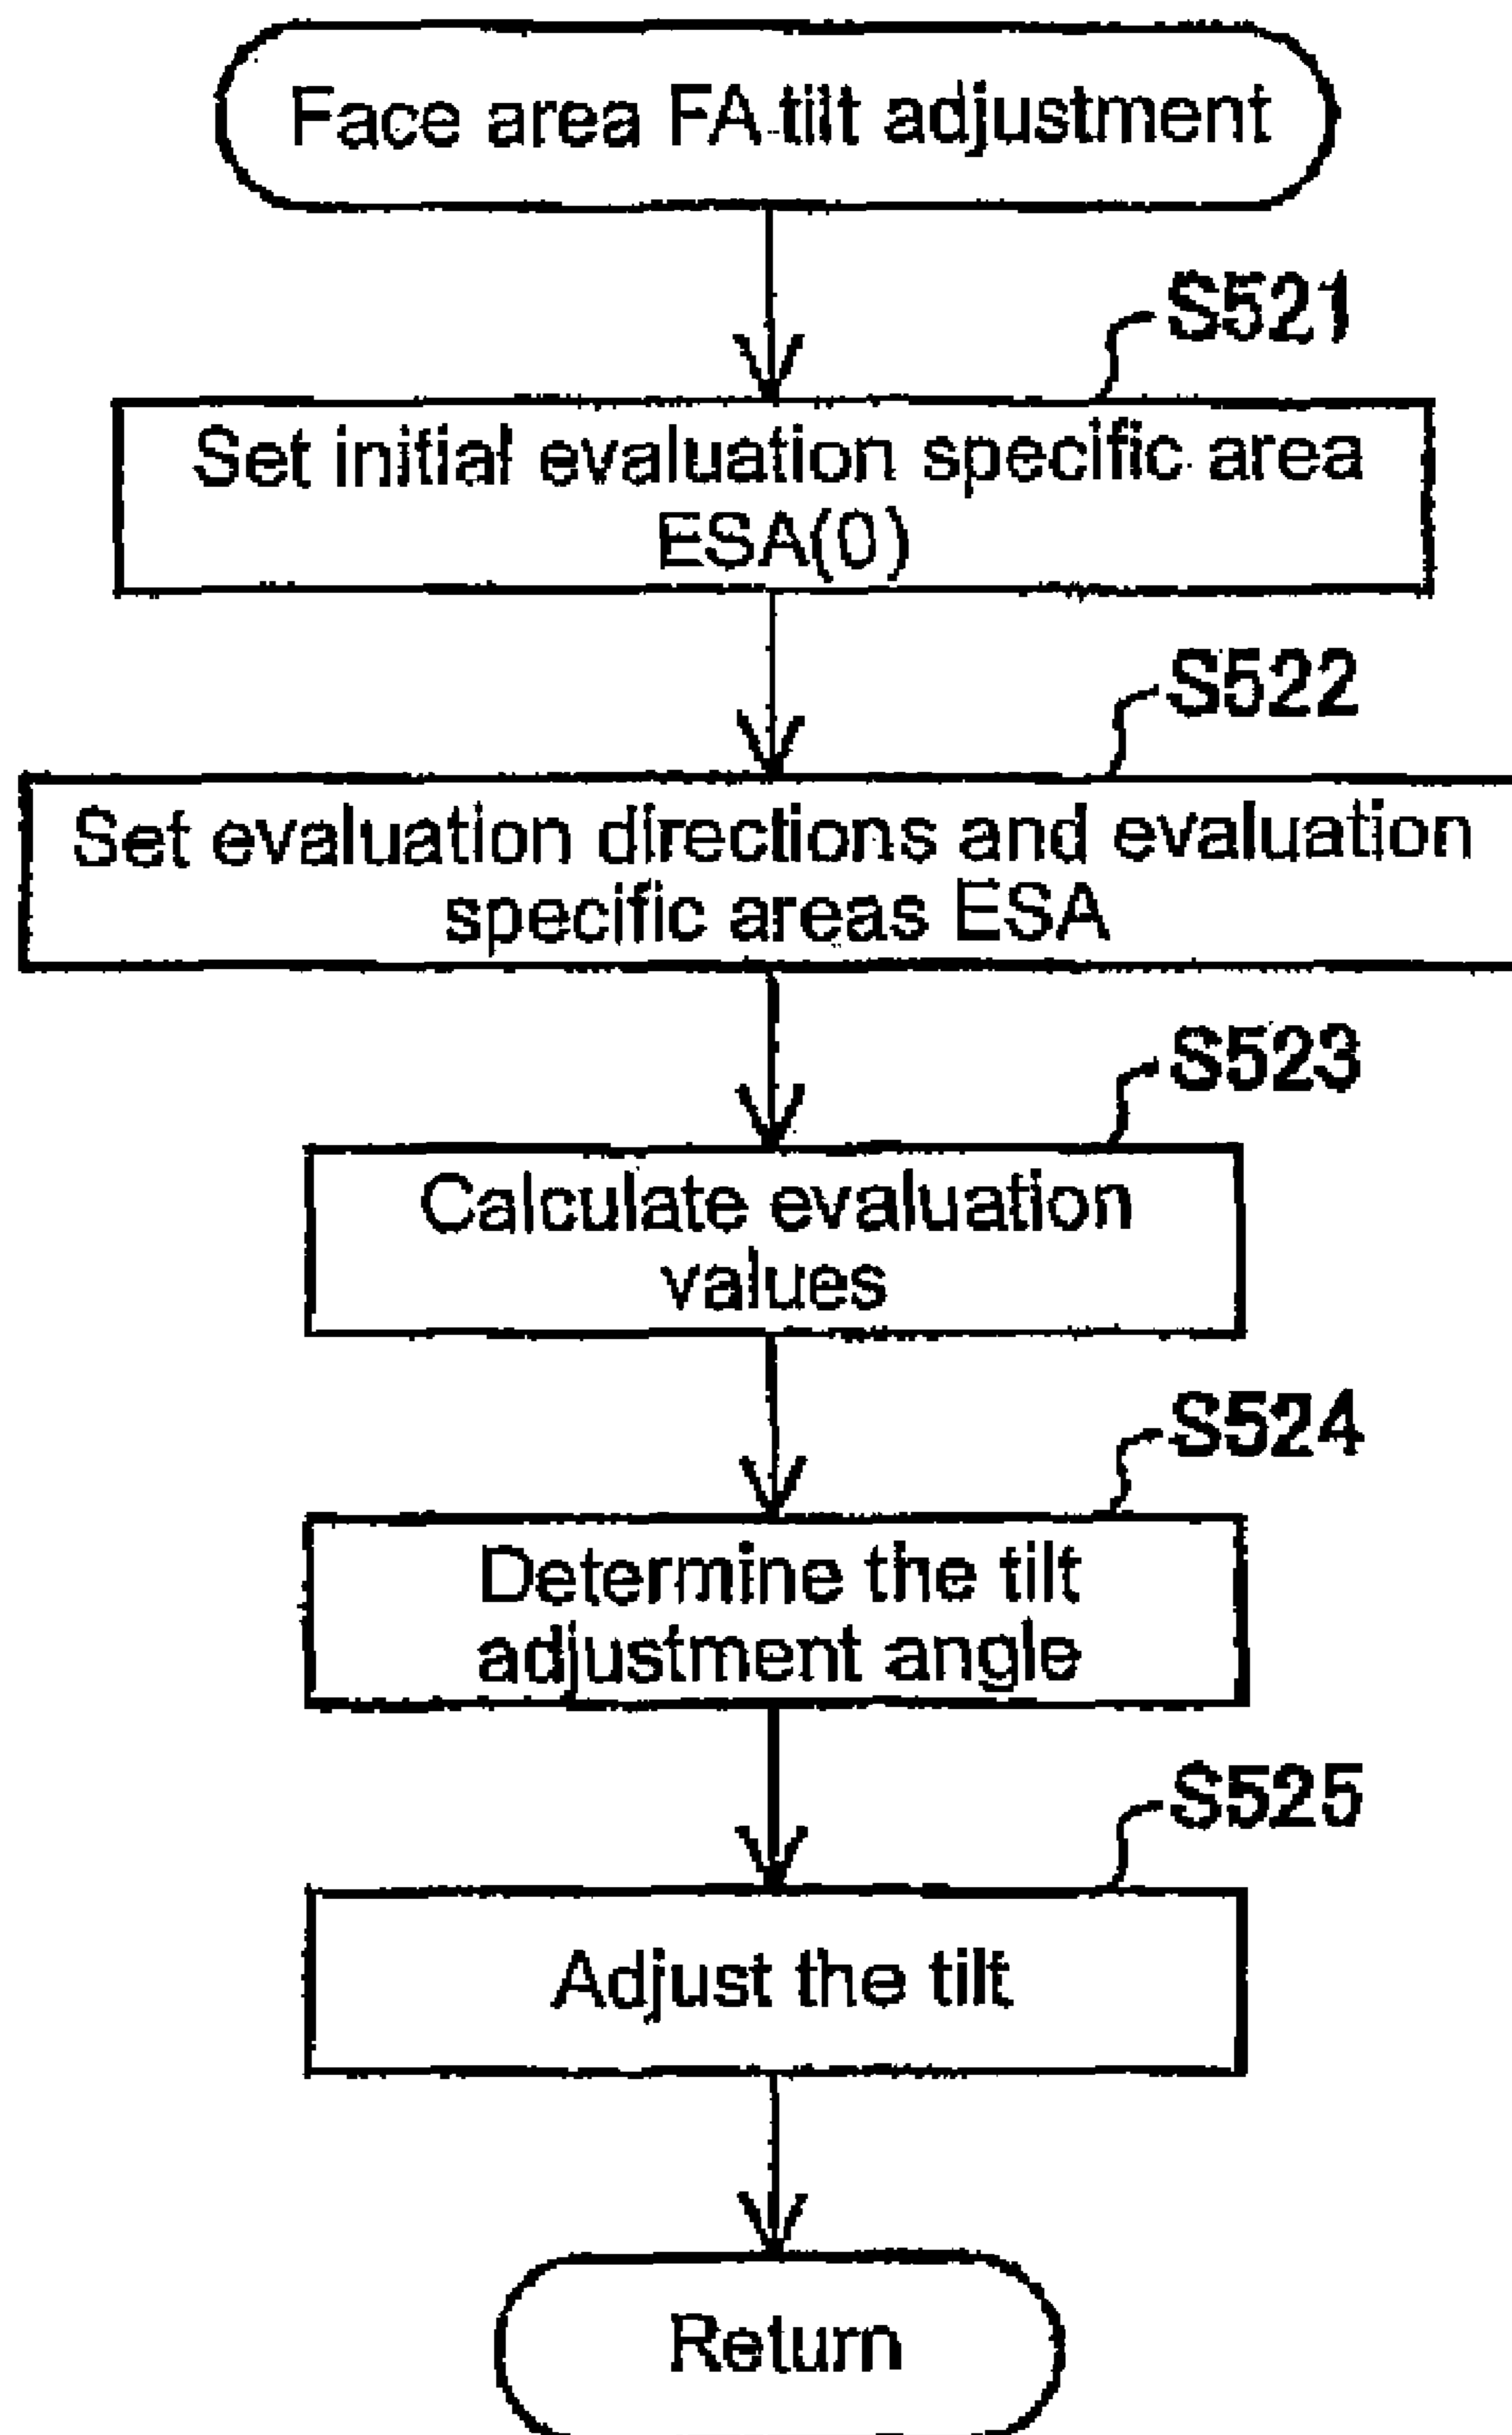 Face area FA tilt adjustment
S521
Set initial evaluation specific area
ESA(0)
S522
Set evaluation directions and evaluation
specific areas ESA
S523
Calculate evaluation
values
S524
Determine the tilt
adjustment angle
S525
Adjust the tilt
Return